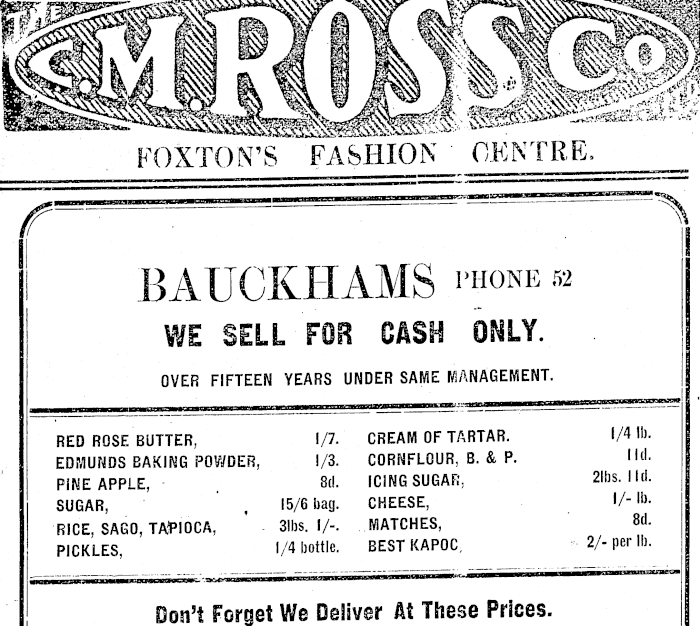 THE
C.M. ROSS Co
FOXTON'S FASHION CENTRE.
BAUCKHAMS PHONE 52
WE SELL FOR CASH ONLY.
OVER FIFTEEN YEARS UNDER SAME MANAGEMENT.
RED ROSE BUTTER, 1/7.
EDMUNDS BAKING POWDER, 1/3.
PINE APPLE, 8d.
SUGAR, 15/6 bag.
RICE, SAGO, TAPIOCA, 3lbs. 1/-.
PICKLES, 1/4 bottle.
CREAM OF TARTAR. 1/4 lb.
CORNFLOUR, B. & P. 11d.
ICING SUGAR, 2lbs. 11d.
CHEESE, 1/- lb.
MATCHES, 8d.
BEST KAPOC, 2/- per lb.
Don't Forget We Deliver At These Prices.